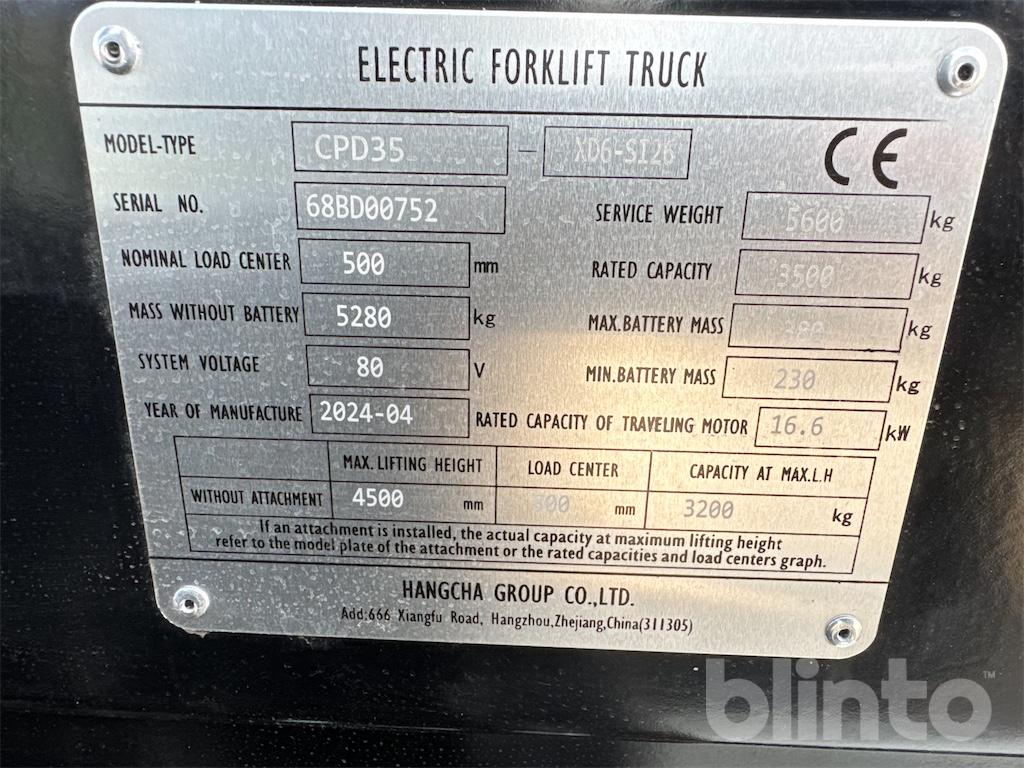 ELECTRIC FORKLIFT TRUCK
MODEL-TYPE CPD35 - XD6-SI26 CE
SERIAL NO. 68BD00752 SERVICE WEIGHT 5600 kg
NOMINAL LOAD CENTER 500 mm RATED CAPACITY 3500 kg
MASS WITHOUT BATTERY 5280 kg MAX.BATTERY MASS kg
SYSTEM VOLTAGE 80 V MIN.BATTERY MASS 230 kg
YEAR OF MANUFACTURE 2024-04 RATED CAPACITY OF TRAVELING MOTOR 16.6 kW
MAX. LIFTING HEIGHT LOAD CENTER CAPACITY AT MAX.L.H
WITHOUT ATTACHMENT 4500 mm mm 3200 kg
If an attachment is installed, the actual capacity at maximum lifting height
refer to the model plate of the attachment or the rated capacities and load centers graph.
HANGCHA GROUP CO.,LTD.
Add:666 Xiangfu Road, Hangzhou,Zhejiang,China(311305)
blinto™